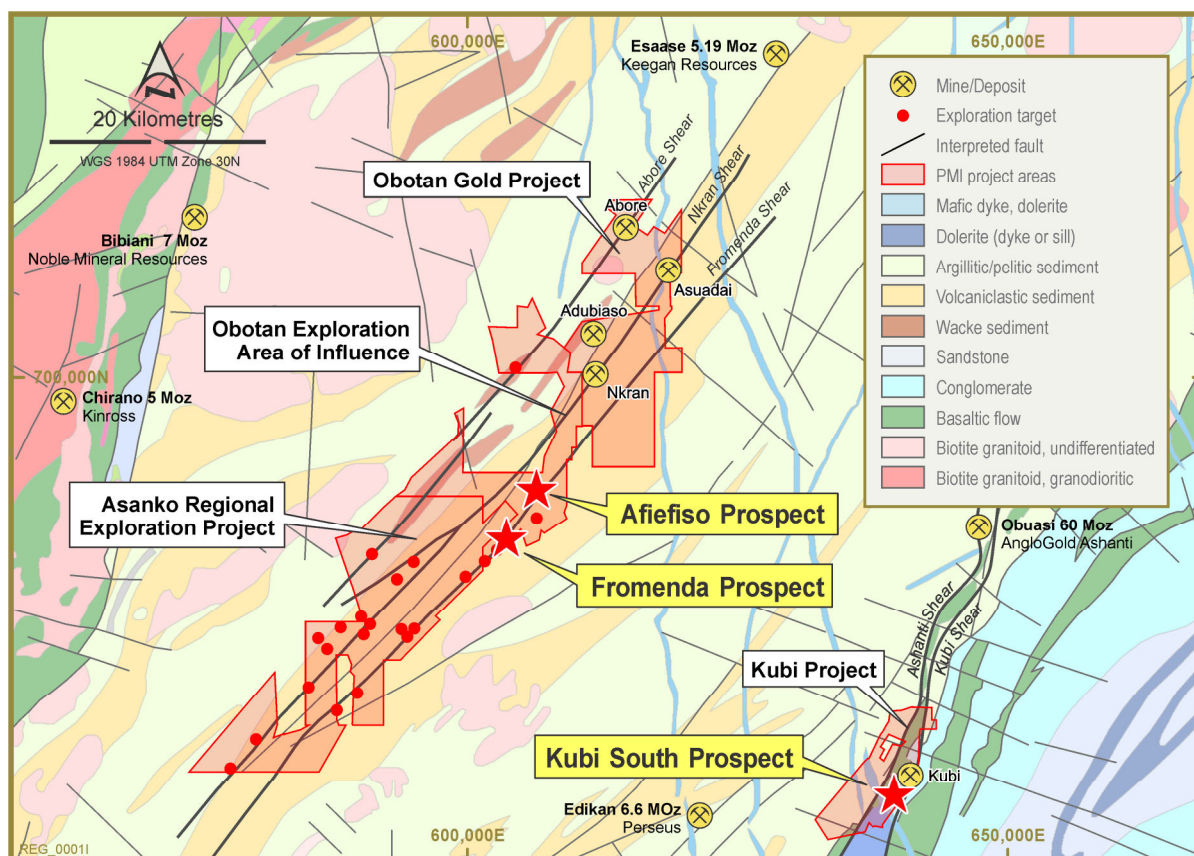 600,000E
650,000E
Esaase 5.19 Moz
Keegan Resources
Z
20 Kilometres
WGS 1984 UTM Zone 30N
Obotan Gold Project
Abore Shear
Nkran Shear
Fromenda Shear
Abore
Asuadai
Adubiaso
Nkran
Bibiani 7 Moz
Noble Mineral Resources
Obotan Exploration
Area of Influence
700,000N
700,000N
Chirano 5 Moz
Kinross
Asanko Regional
Exploration Project
Afiefiso Prospect
Fromenda Prospect
Mine/Deposit
Exploration target
Interpreted fault
PMI project areas
Mafic dyke, dolerite
Dolerite (dyke or sill)
Argillitic/pelitic sediment
Volcaniclastic sediment
Wacke sediment
Sandstone
Conglomerate
Basaltic flow
Biotite granitoid, undifferentiated
Biotite granitoid, granodioritic
Obuasi 60 Moz
AngloGold Ashanti
Ashanti Shear
Kubi Shear
Kubi Project
Kubi South Prospect
Kubi
Edikan 6.6 MOz
Perseus
600,000E
650,000E
REG_0001I